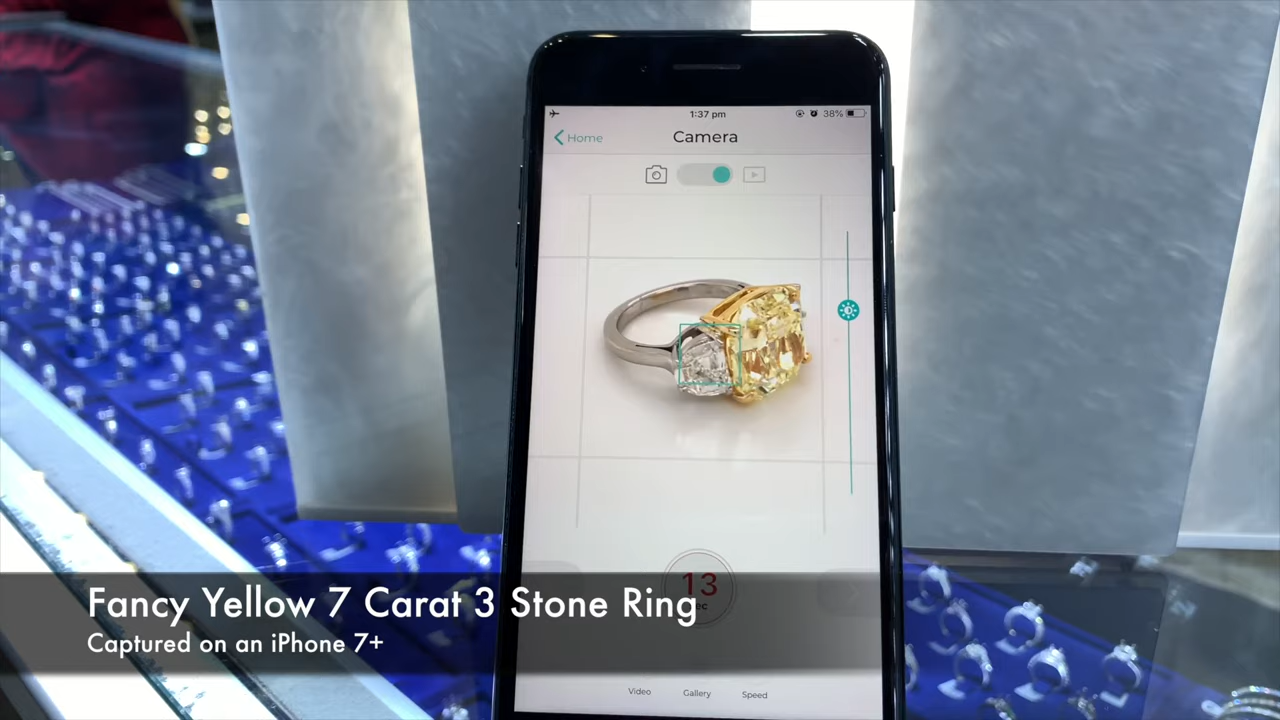 1:37 pm
38%
Home
Camera
13
Fancy Yellow 7 Carat 3 Stone Ring
Captured on an iPhone 7+
Video Gallery Speed